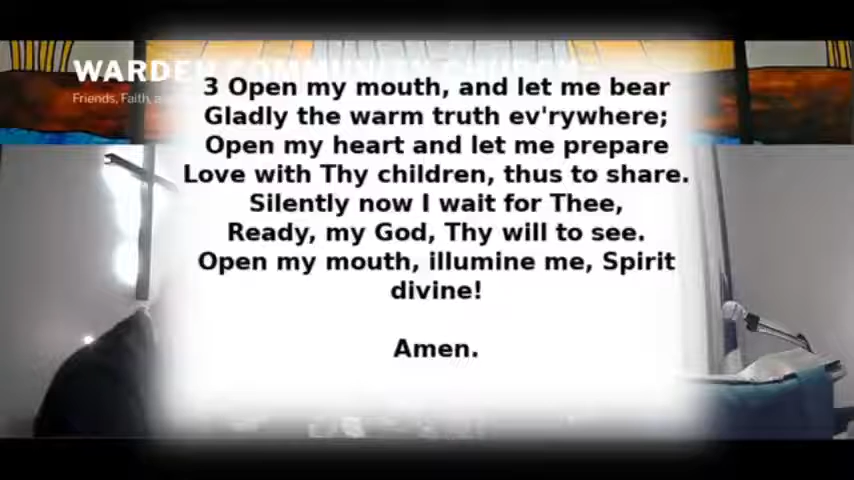 WARDEN COMMUNITY CHURCH
Friends, Faith,
3 Open my mouth, and let me bear
Gladly the warm truth ev'rywhere;
Open my heart and let me prepare
Love with Thy children, thus to share.
Silently now I wait for Thee,
Ready, my God, Thy will to see.
Open my mouth, illumine me, Spirit
divine!
Amen.